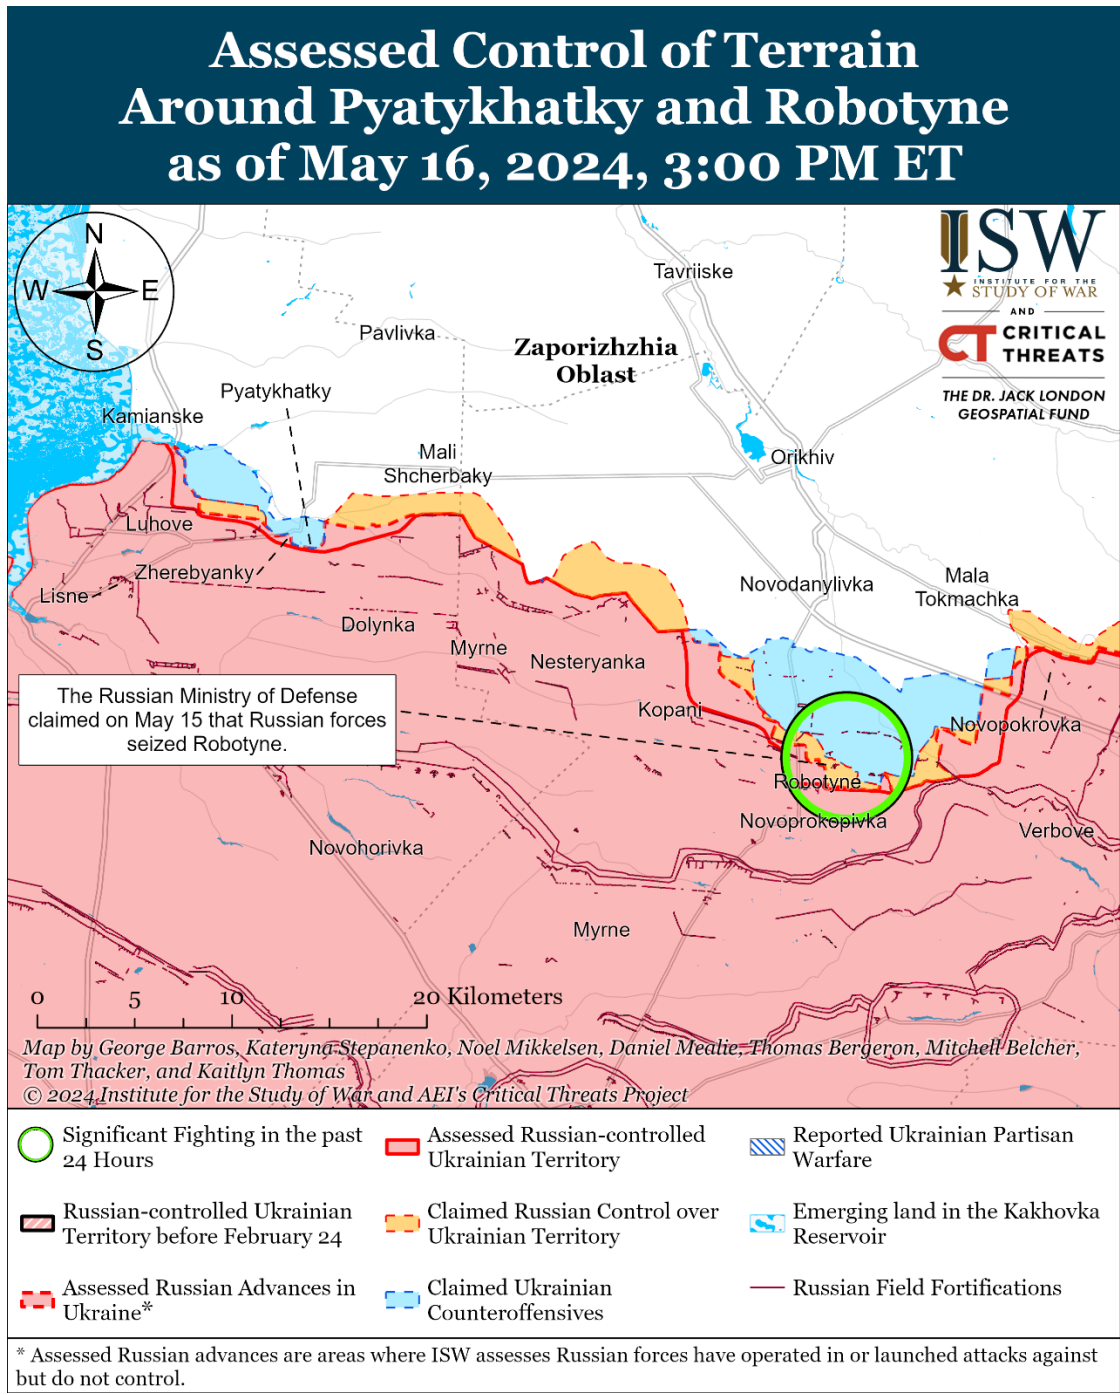 Assessed Control of Terrain
Around Pyatykhatky and Robotyne
as of May 16, 2024, 3:00 PM ET
N
W
E
S
ISW
INSTITUTE FOR THE
STUDY OF WAR
AND
CT CRITICAL
THREATS
THE DR. JACK LONDON
GEOSPATIAL FUND
Tavriiske
Pavlivka
Zaporizhzhia
Oblast
Pyatykhatky
Kamianske
Mali
Shcherbaky
Orikhiv
Luhove
Zherebyanky
Lisne
Novodanylivka
Mala
Tokmachka
Dolynka
Myrne
Nesteryanka
Kopani
Novopokrovka
The Russian Ministry of Defense
claimed on May 15 that Russian forces
seized Robotyne.
Robotyne
Novoprokopivka
Verbove
Novohorivka
Myrne
0 5 10 20 Kilometers
Map by George Barros, Kateryna Stepanenko, Noel Mikkelsen, Daniel Mealie, Thomas Bergeron, Mitchell Belcher,
Tom Thacker, and Kaitlyn Thomas
© 2024 Institute for the Study of War and AEI's Critical Threats Project
Significant Fighting in the past
24 Hours
Assessed Russian-controlled
Ukrainian Territory
Reported Ukrainian Partisan
Warfare
Russian-controlled Ukrainian
Territory before February 24
Claimed Russian Control over
Ukrainian Territory
Emerging land in the Kakhovka
Reservoir
Assessed Russian Advances in
Ukraine*
Claimed Ukrainian
Counteroffensives
Russian Field Fortifications
* Assessed Russian advances are areas where ISW assesses Russian forces have operated in or launched attacks against
but do not control.